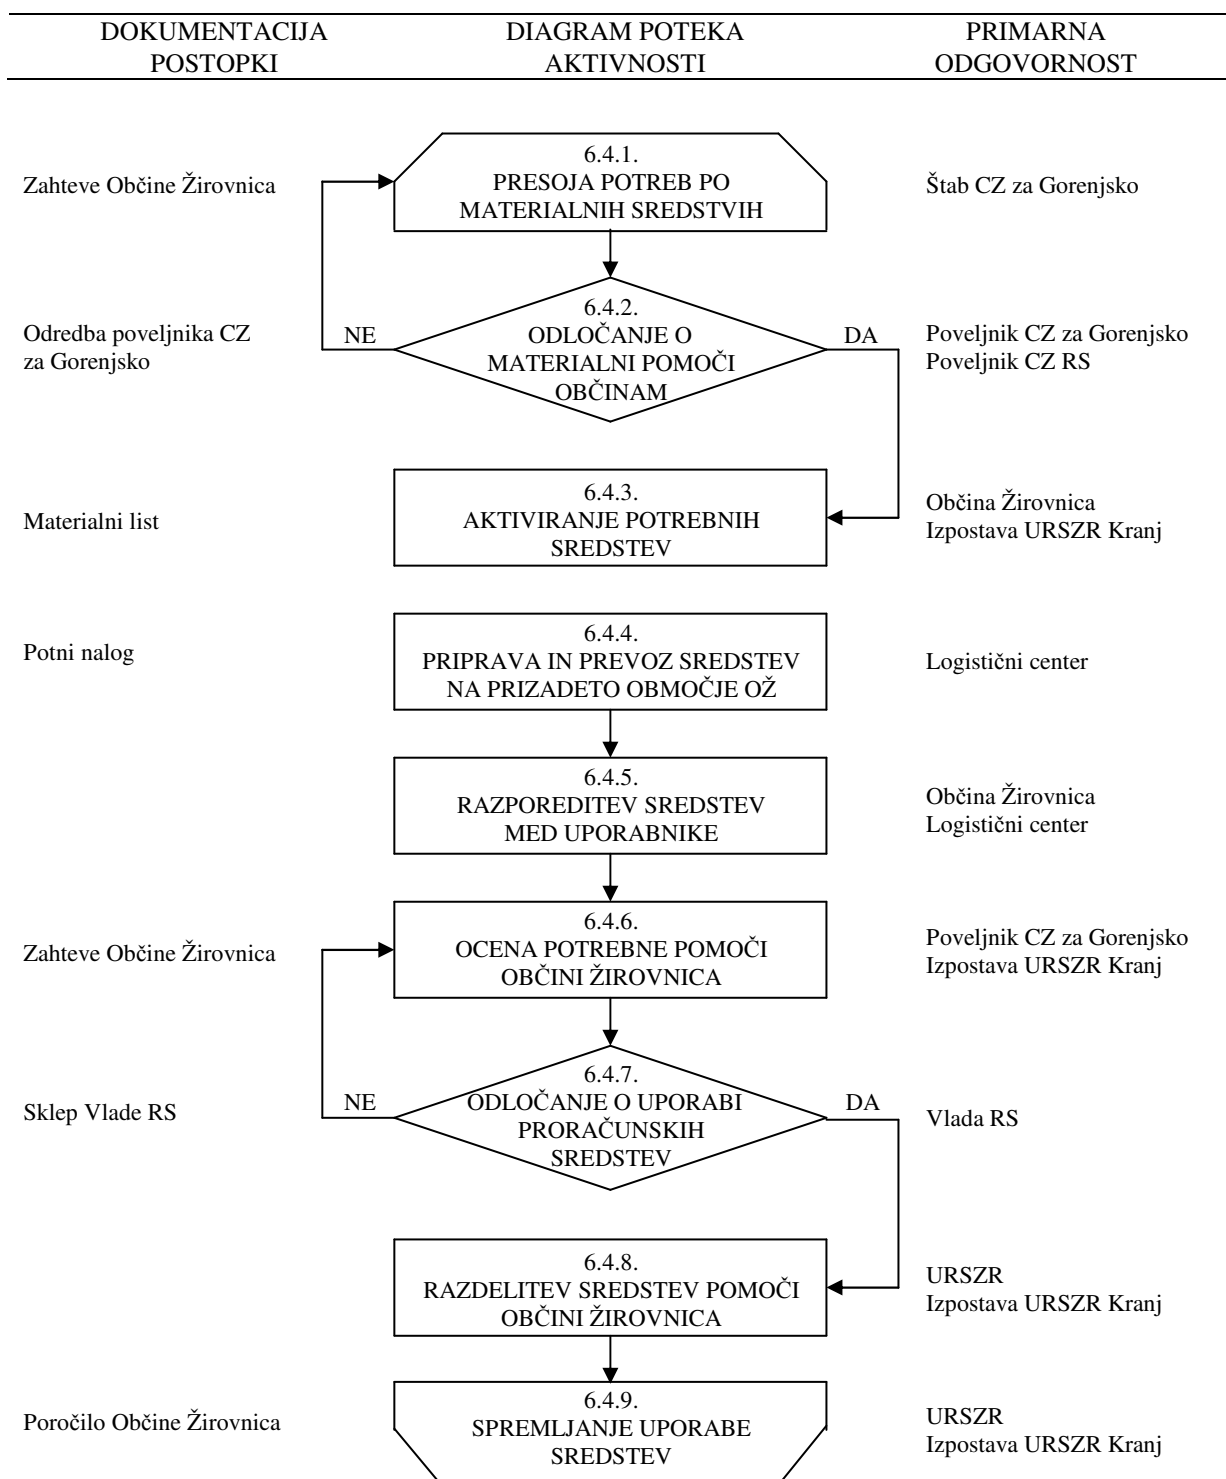 DOKUMENTACIJA
POSTOPKI
DIAGRAM POTEKA
AKTIVNOSTI
PRIMARNA
ODGOVORNOST
Zahteve Občine Žirovnica
6.4.1.
PRESOJA POTREB PO
MATERIALNIH SREDSTVIH
Štab CZ za Gorenjsko
Odredba poveljnika CZ
za Gorenjsko
NE
6.4.2.
ODLOČANJE O
MATERIALNI POMOČI
OBČINAM
DA
Poveljnik CZ za Gorenjsko
Poveljnik CZ RS
Materialni list
6.4.3.
AKTIVIRANJE POTREBNIH
SREDSTEV
Občina Žirovnica
Izpostava URSZR Kranj
Potni nalog
6.4.4.
PRIPRAVA IN PREVOZ SREDSTEV
NA PRIZADETO OBMOČJE OŽ
Logistični center
6.4.5.
RAZPOREDITEV SREDSTEV
MED UPORABNIKE
Občina Žirovnica
Logistični center
Zahteve Občine Žirovnica
6.4.6.
OCENA POTREBNE POMOČI
OBČINI ŽIROVNICA
Poveljnik CZ za Gorenjsko
Izpostava URSZR Kranj
Sklep Vlade RS
NE
6.4.7.
ODLOČANJE O UPORABI
PRORAČUNSKIH
SREDSTEV
DA
Vlada RS
6.4.8.
RAZDELITEV SREDSTEV POMOČI
OBČINI ŽIROVNICA
URSZR
Izpostava URSZR Kranj
Poročilo Občine Žirovnica
6.4.9.
SPREMLJANJE UPORABE
SREDSTEV
URSZR
Izpostava URSZR Kranj